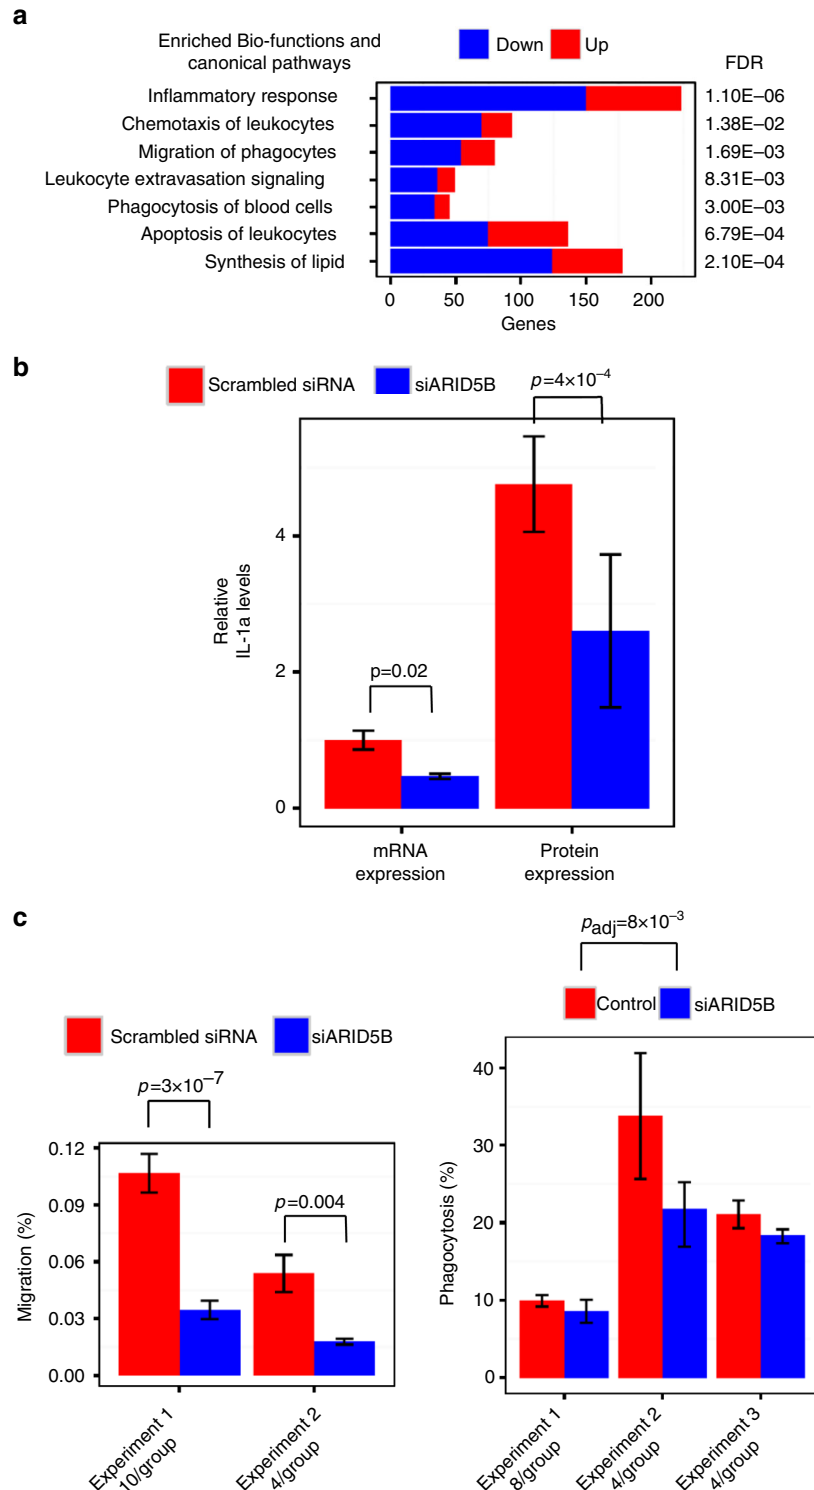 a
Enriched Bio-functions and
canonical pathways
Down
Up
FDR
Inflammatory response
1.10E–06
Chemotaxis of leukocytes
1.38E–02
Migration of phagocytes
1.69E–03
Leukocyte extravasation signaling
8.31E–03
Phagocytosis of blood cells
3.00E–03
Apoptosis of leukocytes
6.79E–04
Synthesis of lipid
2.10E–04
0 50 100 150 200
Genes
b
Scrambled siRNA
siARID5B
p=4×10⁻⁴
p=0.02
Relative
IL-1a levels
4
2
0
mRNA
expression
Protein
expression
c
Scrambled siRNA
siARID5B
p=3×10⁻⁷
p=0.004
Migration (%)
0.12
0.09
0.06
0.03
0.00
Experiment 1
10/group
Experiment 2
4/group
padj=8×10⁻³
Control
siARID5B
Phagocytosis (%)
40
30
20
10
0
Experiment 1
8/group
Experiment 2
4/group
Experiment 3
4/group